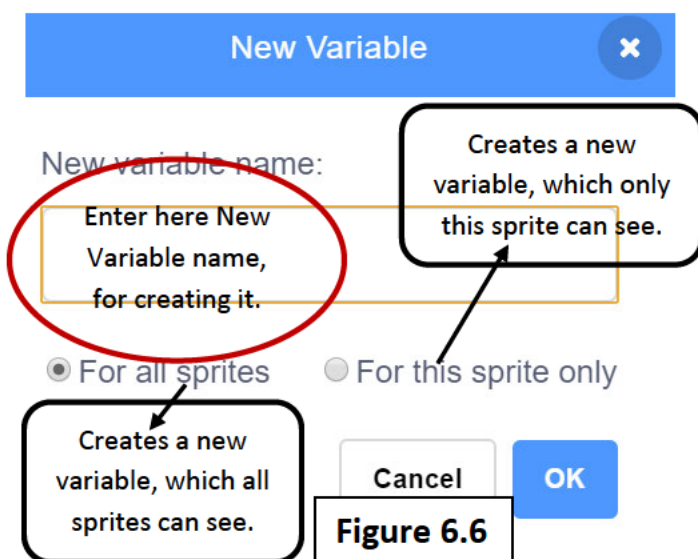 New Variable
New variable name:
Creates a new
variable, which only
this sprite can see.
Enter here New
Variable name,
for creating it.
For all sprites
For this sprite only
Creates a new
variable, which all
sprites can see.
Cancel
OK
Figure 6.6